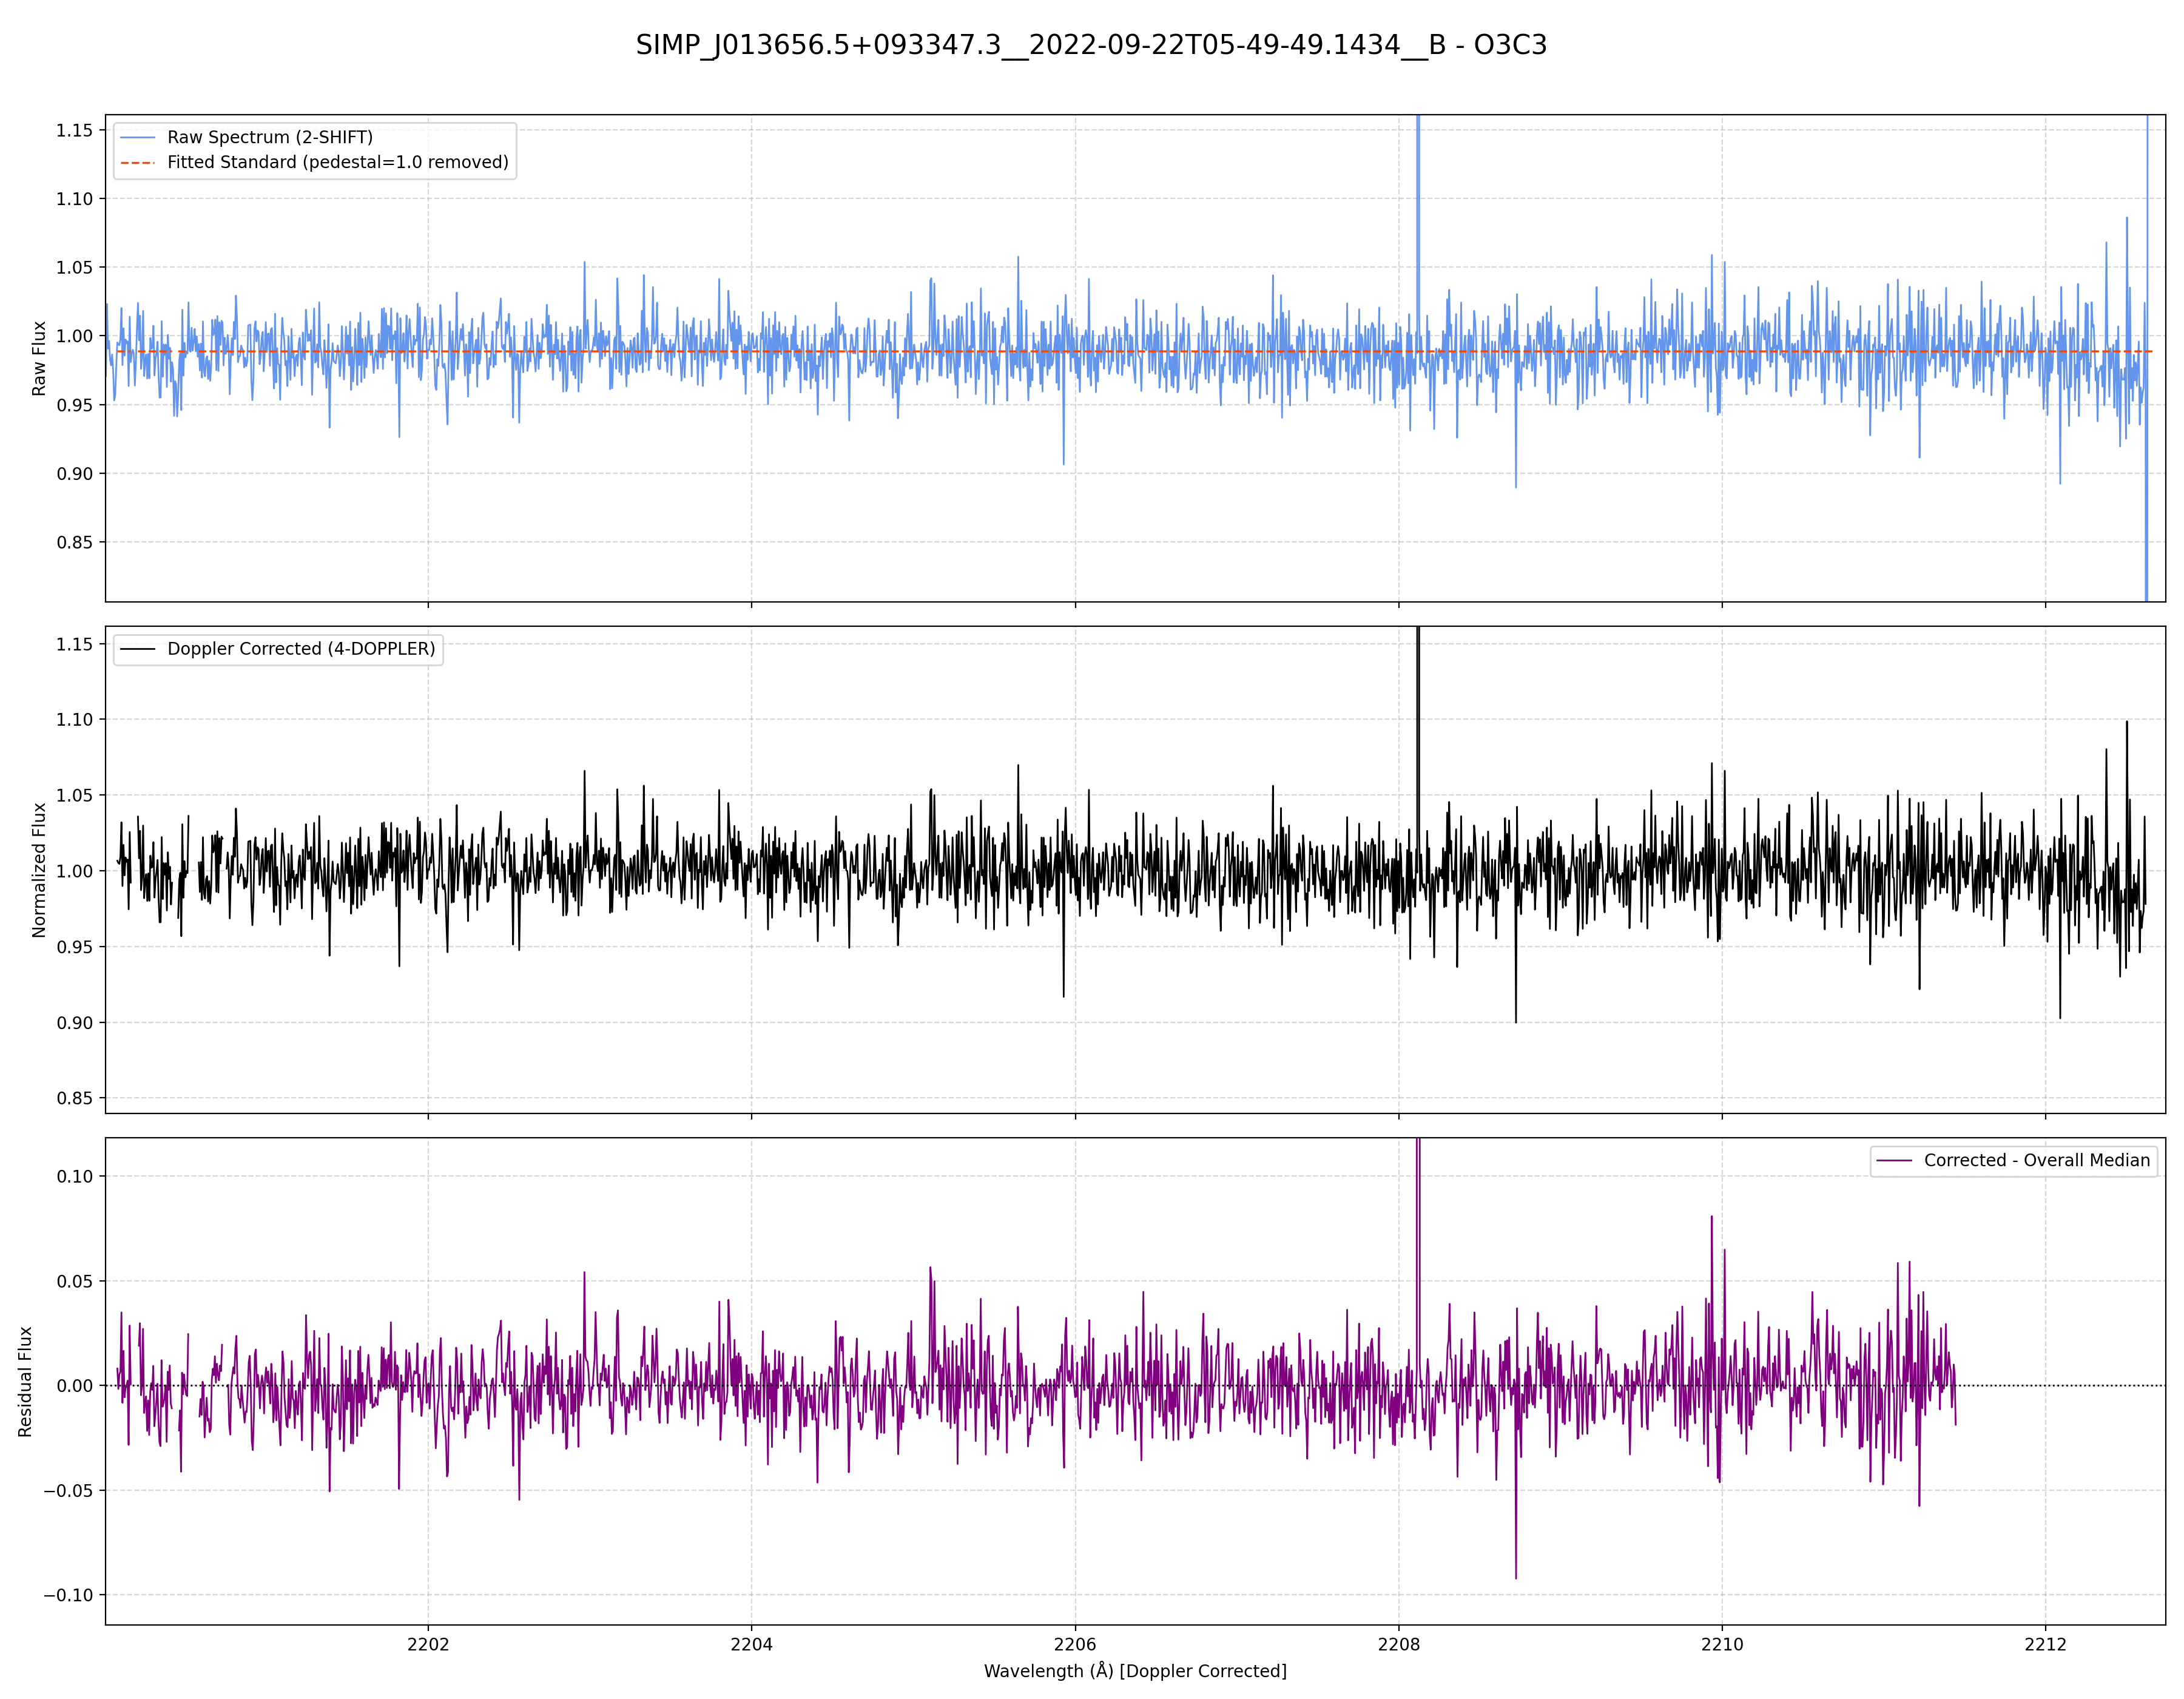 SIMP_J013656.5+093347.3__2022-09-22T05-49-49.1434__B - O3C3
Raw Spectrum (2-SHIFT)
Fitted Standard (pedestal=1.0 removed)
Raw Flux
1.15
1.10
1.05
1.00
0.95
0.90
0.85
Doppler Corrected (4-DOPPLER)
Normalized Flux
1.15
1.10
1.05
1.00
0.95
0.90
0.85
Corrected - Overall Median
Residual Flux
0.10
0.05
0.00
−0.05
−0.10
2202 2204 2206 2208 2210 2212
Wavelength (Å) [Doppler Corrected]